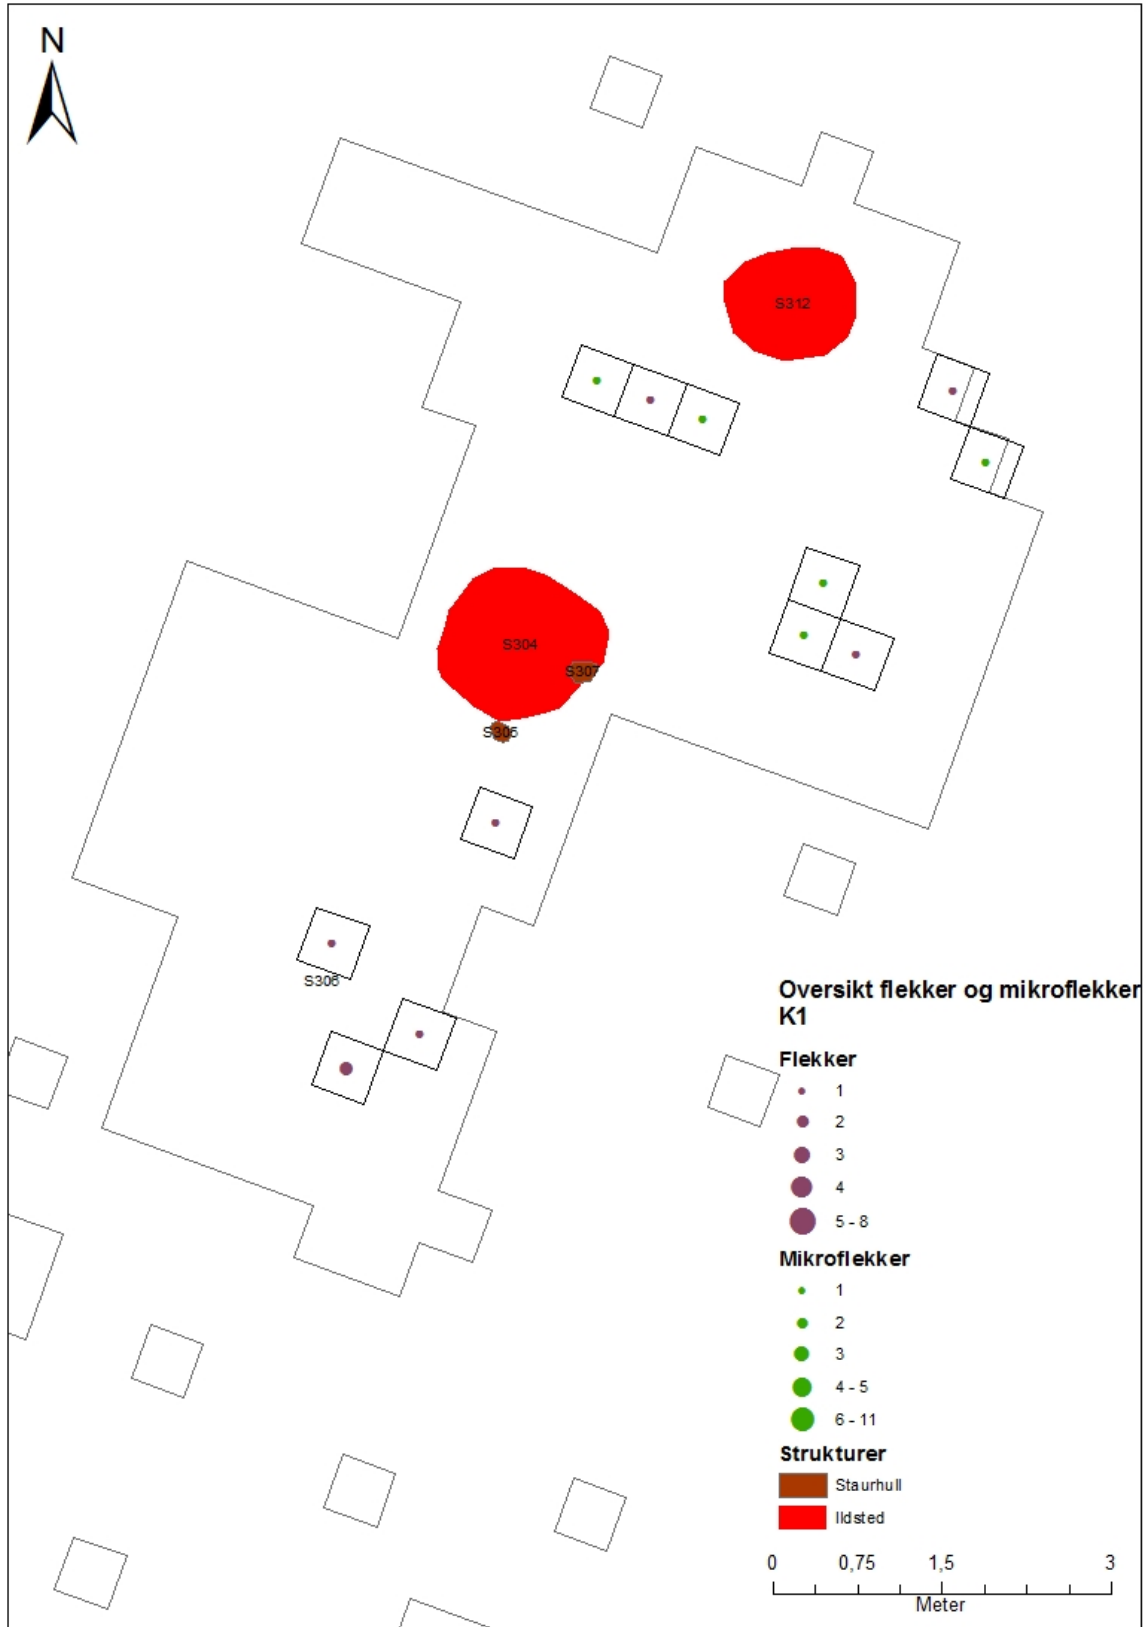 N
S312
S304
S307
S305
S306
Oversikt flekker og mikroflekker
K1
Flekker
1
2
3
4
5 - 8
Mikroflekker
1
2
3
4 - 5
6 - 11
Strukturer
Staurhull
Ildsted
0 0,75 1,5 3
Meter